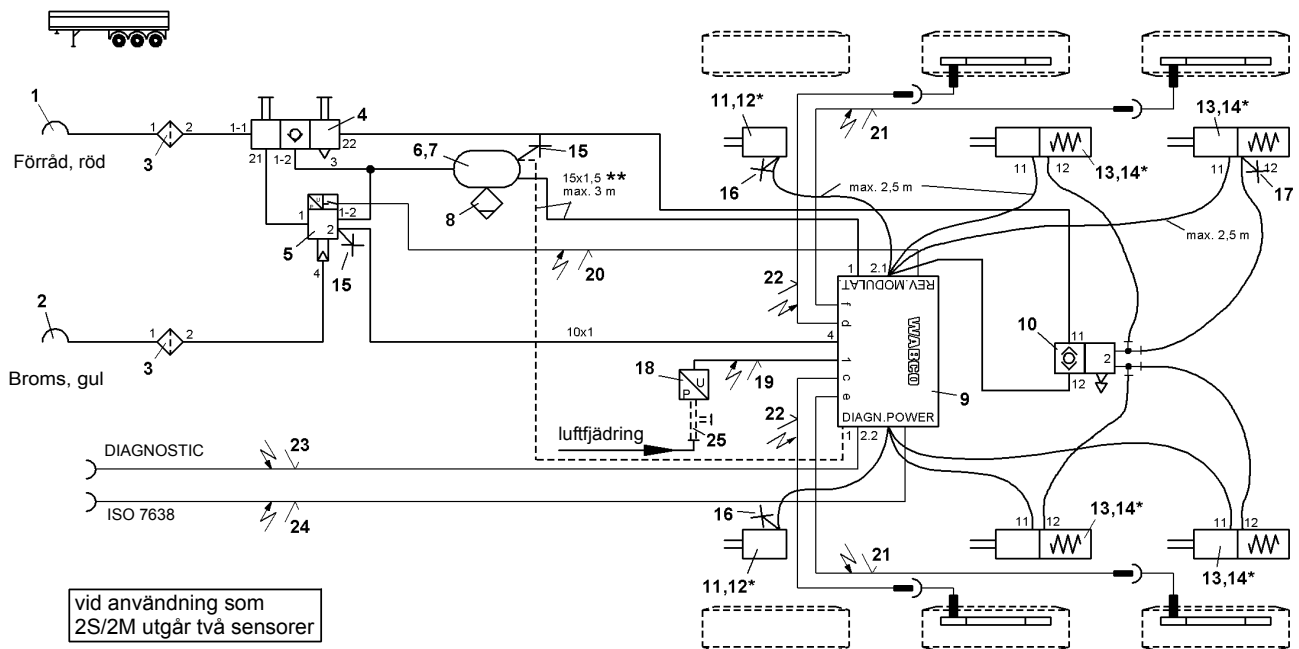 1
Förråd, röd
1
2
3
1-1
21
1-2
3
22
4
6,7
8
15
15x1,5 **
max. 3 m
1
1-2
2
4
5
15
2
Broms, gul
1
2
3
10x1
20
18
P
U
19
25
luftfjädring
DIAGNOSTIC
23
ISO 7638
24
vid användning som
2S/2M utgår två sensorer
11,12*
16
21
22
max. 2,5 m
11
12
13,14*
13,14*
11
12
17
max. 2,5 m
1
2.1
REV.MODULAT.
f
d
4
1
c
e
WABCO
9
DIAGN.POWER
1
2.2
22
10
11
2
12
16
11,12*
21
11
12
13,14*
11
12
13,14*